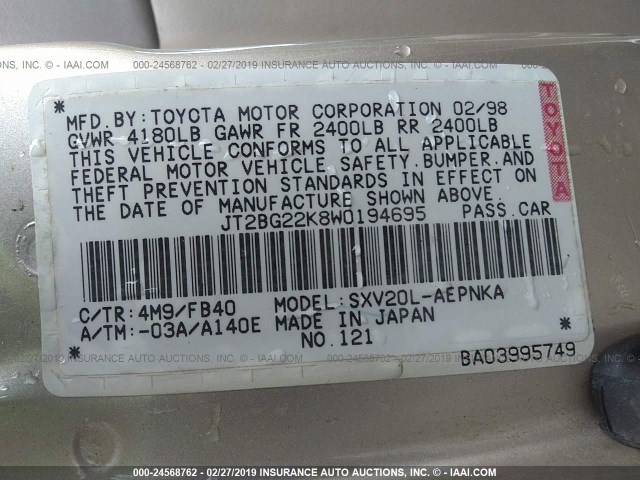 INSURANCE AUTO AUCTIONS, INC. - IAAI.COM 000-24568762 - 02/27/2019 INSURANCE AUTO AUCTIONS, INC. - IAAI.COM
* MFD. BY: TOYOTA MOTOR CORPORATION 02/98
GVWR 4180LB GAWR FR 2400LB RR 2400LB
THIS VEHICLE CONFORMS TO ALL APPLICABLE
FEDERAL MOTOR VEHICLE SAFETY, BUMPER, AND
THEFT PREVENTION STANDARDS IN EFFECT ON
THE DATE OF MANUFACTURE SHOWN ABOVE.
JT2BG22K8W0194695 PASS. CAR
TOYOTA
C/TR: 4M9/FB40 MODEL: SXV20L-AEPNKA
A/TM: -03A/A140E MADE IN JAPAN
* NO. 121 BA03995749
000-24568762 - 02/27/2019 INSURANCE AUTO AUCTIONS, INC. - IAAI.COM